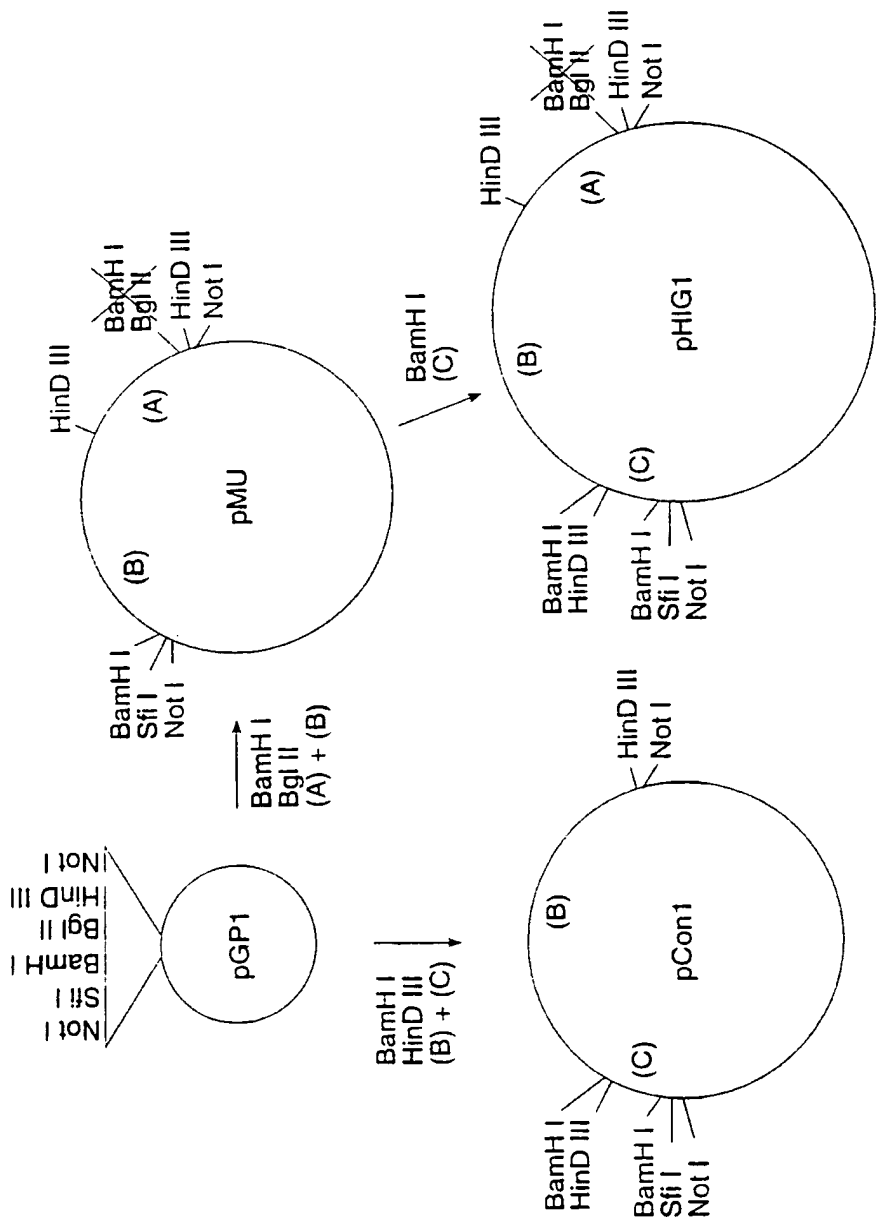 Not I
Sfi I
BamH I
Bgl II
HinD III
Not I
pGP1
BamH I
Bgl II
(A) + (B)
BamH I
Sfi I
Not I
(B)
HinD III
(A)
BamH I
Bgl II
HinD III
Not I
pMU
BamH I
HinD III
(B) + (C)
BamH I
(C)
BamH I
HinD III
(C)
BamH I
Sfi I
Not I
(B)
HinD III
Not I
pCon1
BamH I
HinD III
(C)
BamH I
Sfi I
Not I
(B)
HinD III
(A)
BamH I
Bgl II
HinD III
Not I
pHIG1